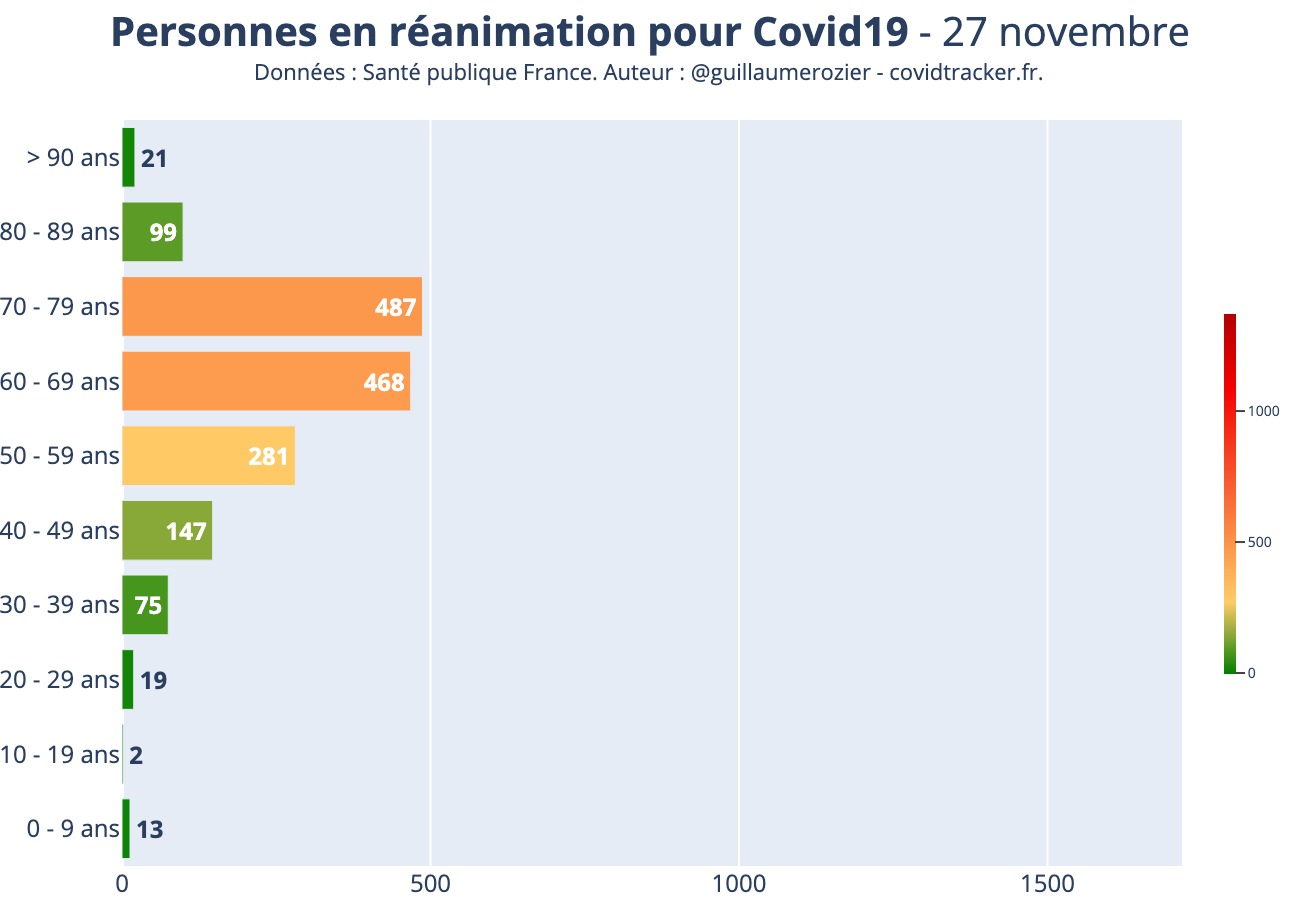 Personnes en réanimation pour Covid19 - 27 novembre
Données : Santé publique France. Auteur : @guillaumerozier - covidtracker.fr.
> 90 ans 21
80 - 89 ans 99
70 - 79 ans 487
60 - 69 ans 468
50 - 59 ans 281
40 - 49 ans 147
30 - 39 ans 75
20 - 29 ans 19
10 - 19 ans 2
0 - 9 ans 13
0 500 1000 1500
1000
500
0